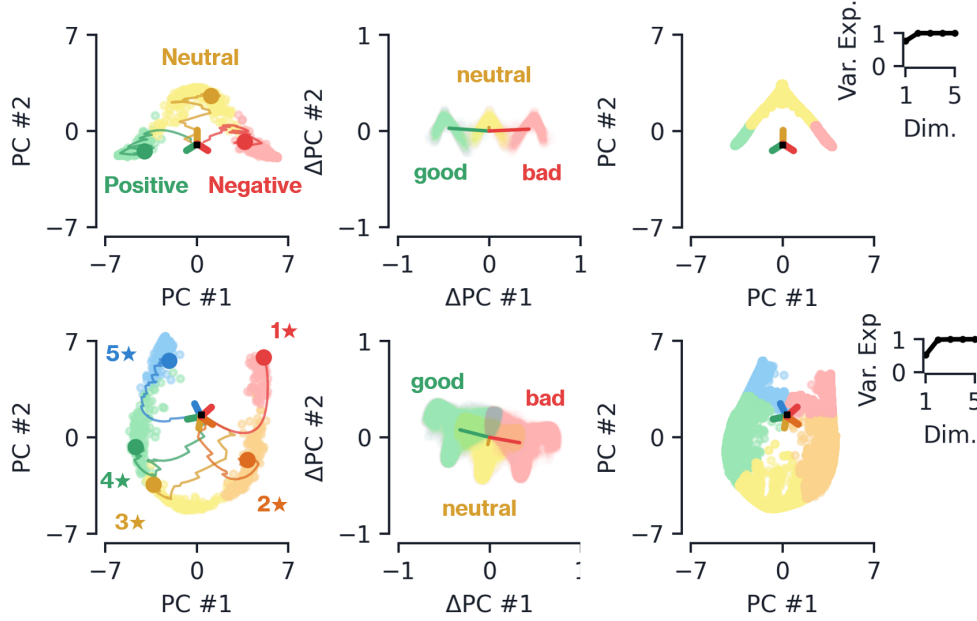 7
0
−7
PC #2
Neutral
Positive
Negative
−7 0 7
PC #1
1
0
−1
ΔPC #2
neutral
good
bad
−1 0 1
ΔPC #1
7
0
−7
PC #2
−7 0 7
PC #1
Var. Exp.
1
0
1 5
Dim.
7
0
−7
PC #2
5★
1★
4★
3★
2★
−7 0 7
PC #1
1
0
−1
ΔPC #2
good
bad
neutral
−1 0
ΔPC #1
7
0
−7
PC #2
−7 0 7
PC #1
Var. Exp
1
0
1 5
Dim.